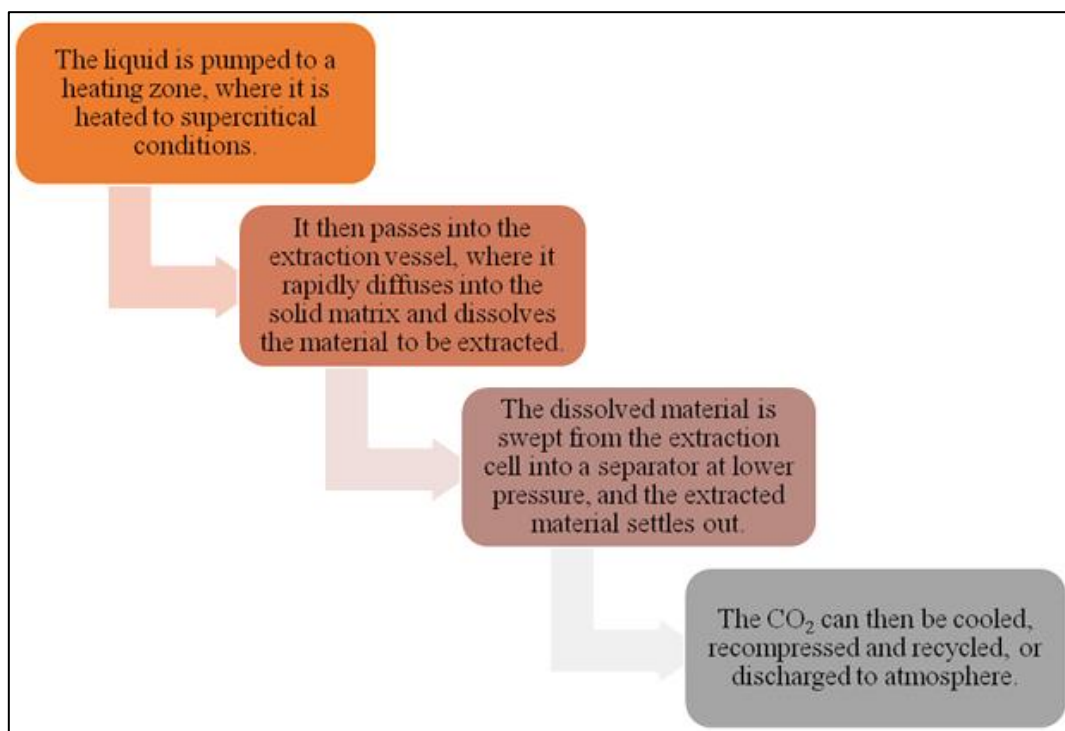 The liquid is pumped to a
heating zone, where it is
heated to supercritical
conditions.
It then passes into the
extraction vessel, where it
rapidly diffuses into the
solid matrix and dissolves
the material to be extracted.
The dissolved material is
swept from the extraction
cell into a separator at lower
pressure, and the extracted
material settles out.
The CO₂ can then be cooled,
recompressed and recycled, or
discharged to atmosphere.